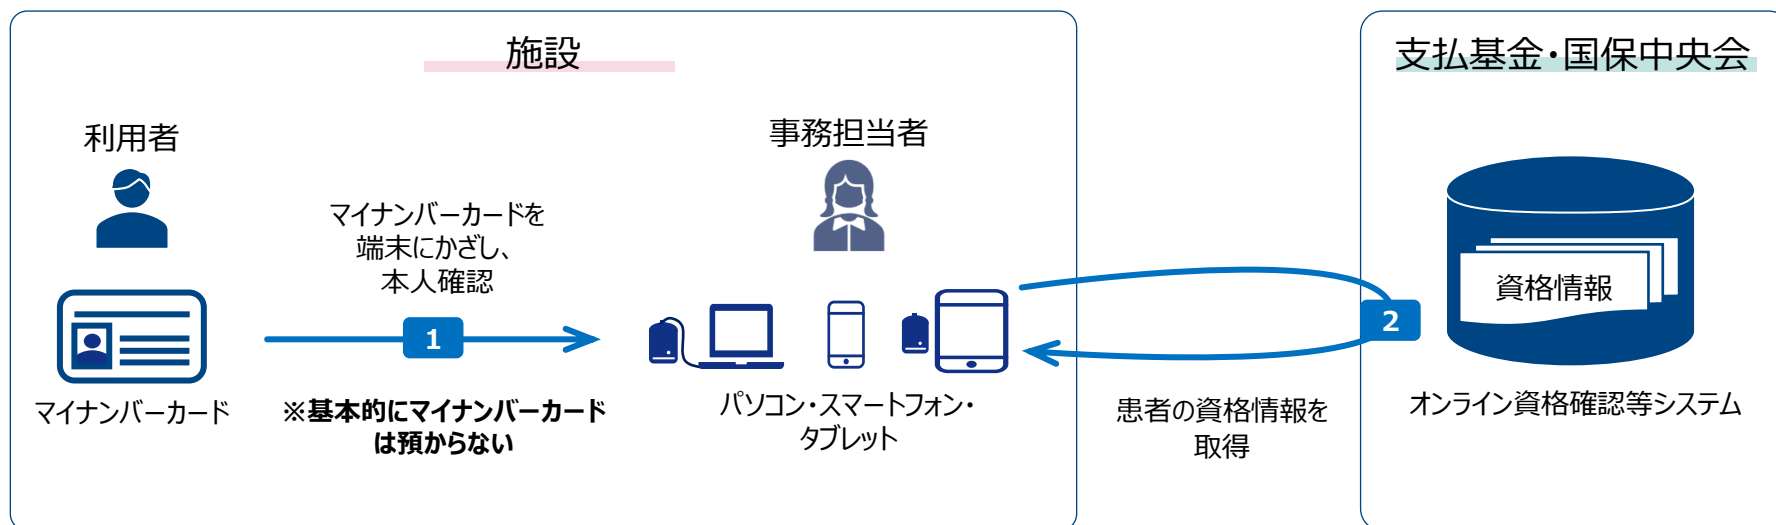 施設
支払基金・国保中央会
利用者
事務担当者
マイナンバーカードを
端末にかざし、
本人確認
1
2
資格情報
マイナンバーカード
※基本的にマイナンバーカード
は預からない
パソコン・スマートフォン・
タブレット
患者の資格情報を
取得
オンライン資格確認等システム